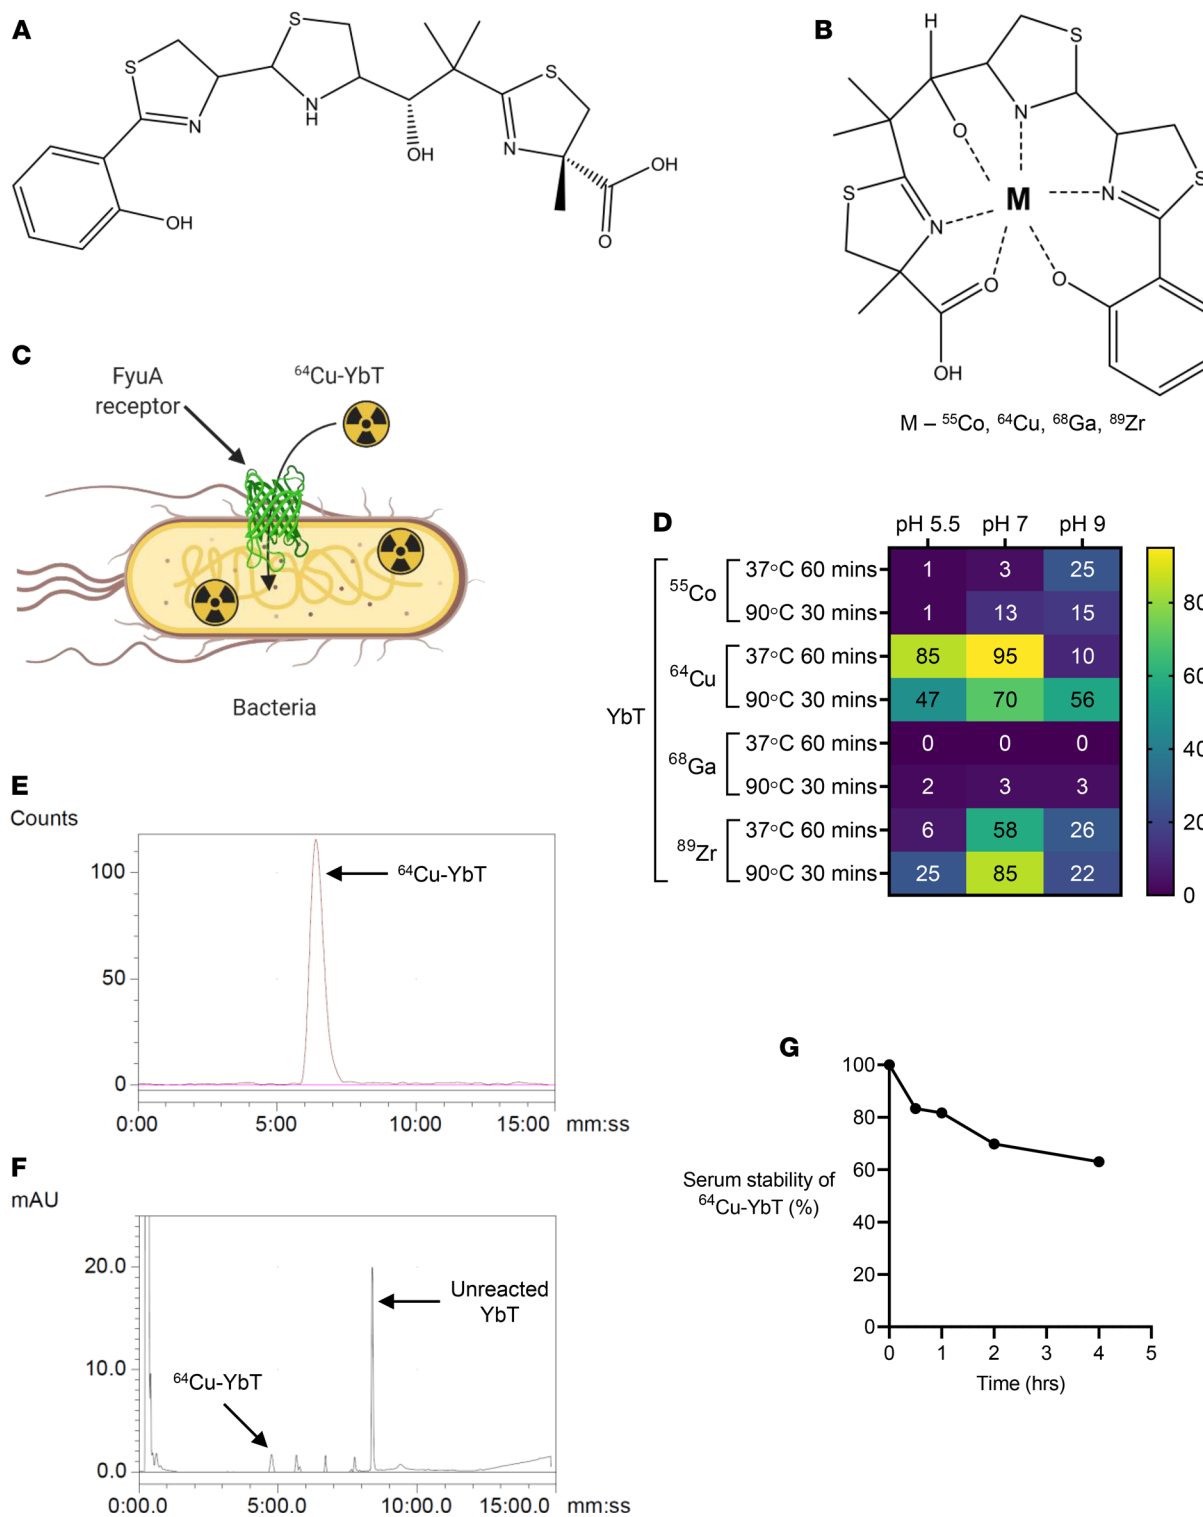 A
S
S
N
N
H
OH
OH
S
N
OH
O
B
H
S
O
N
S
N
M
N
S
O
O
OH
M – ⁵⁵Co, ⁶⁴Cu, ⁶⁸Ga, ⁸⁹Zr
C
FyuA
receptor
⁶⁴Cu-YbT
Bacteria
D
pH 5.5 pH 7 pH 9
YbT
⁵⁵Co
37°C 60 mins 1 3 25
90°C 30 mins 1 13 15
⁶⁴Cu
37°C 60 mins 85 95 10
90°C 30 mins 47 70 56
⁶⁸Ga
37°C 60 mins 0 0 0
90°C 30 mins 2 3 3
⁸⁹Zr
37°C 60 mins 6 58 26
90°C 30 mins 25 85 22
80
60
40
20
0
E
Counts
100
50
0
⁶⁴Cu-YbT
0:00 5:00 10:00 15:00 mm:ss
F
mAU
20.0
10.0
0.0
Unreacted
YbT
⁶⁴Cu-YbT
0:00.0 5:00.0 10:00.0 15:00.0 mm:ss
G
Serum stability of
⁶⁴Cu-YbT (%)
100
80
60
40
20
0
0 1 2 3 4 5
Time (hrs)